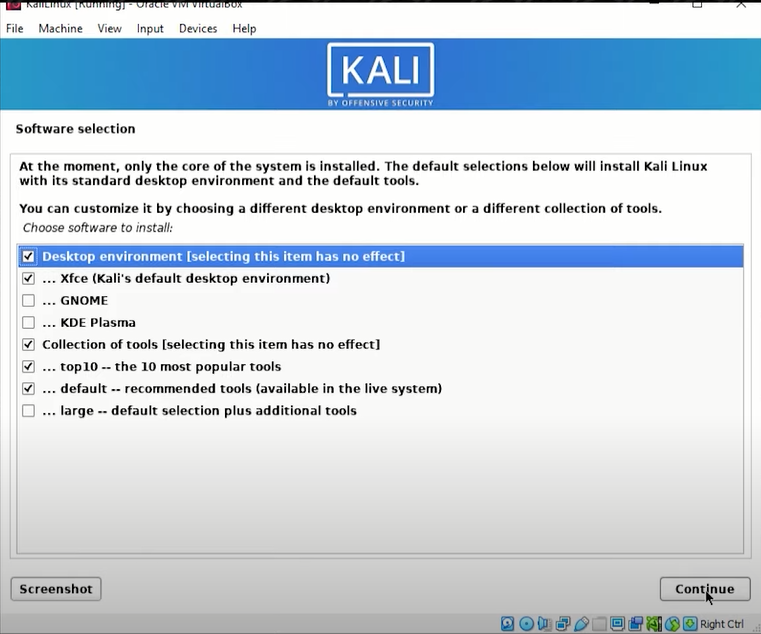 KaliLinux [Running] - Oracle VM VirtualBox
File Machine View Input Devices Help
KALI
BY OFFENSIVE SECURITY
Software selection
At the moment, only the core of the system is installed. The default selections below will install Kali Linux
with its standard desktop environment and the default tools.
You can customize it by choosing a different desktop environment or a different collection of tools.
Choose software to install:
Desktop environment [selecting this item has no effect]
... Xfce (Kali's default desktop environment)
... GNOME
... KDE Plasma
Collection of tools [selecting this item has no effect]
... top10 -- the 10 most popular tools
... default -- recommended tools (available in the live system)
... large -- default selection plus additional tools
Screenshot
Continue
Right Ctrl